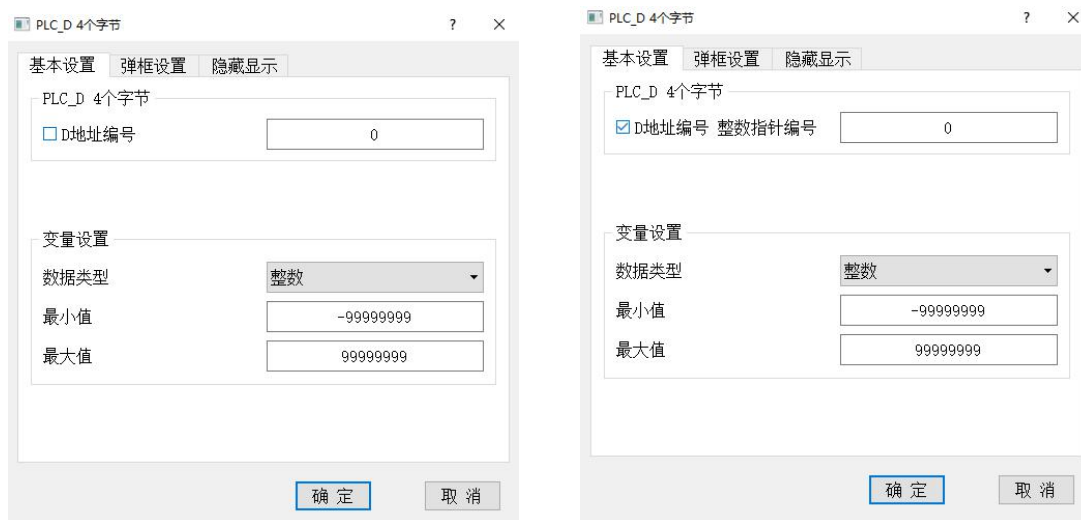 PLC_D 4个字节
?
×
基本设置 弹框设置 隐藏显示
PLC_D 4个字节
D地址编号 0
变量设置
数据类型 整数
最小值 -99999999
最大值 99999999
确定 取消
PLC_D 4个字节
?
×
基本设置 弹框设置 隐藏显示
PLC_D 4个字节
D地址编号 整数指针编号 0
变量设置
数据类型 整数
最小值 -99999999
最大值 99999999
确定 取消